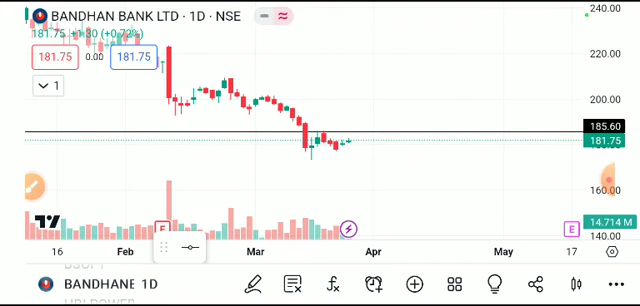 BANDHAN BANK LTD · 1D · NSE
181.75 +1.30 (+0.72%)
181.75 0.00 181.75
1
240.00
220.00
200.00
185.60
181.75
160.00
14.714 M
140.00
E
E
16 Feb Mar Apr May 17
BANDHANE 1D